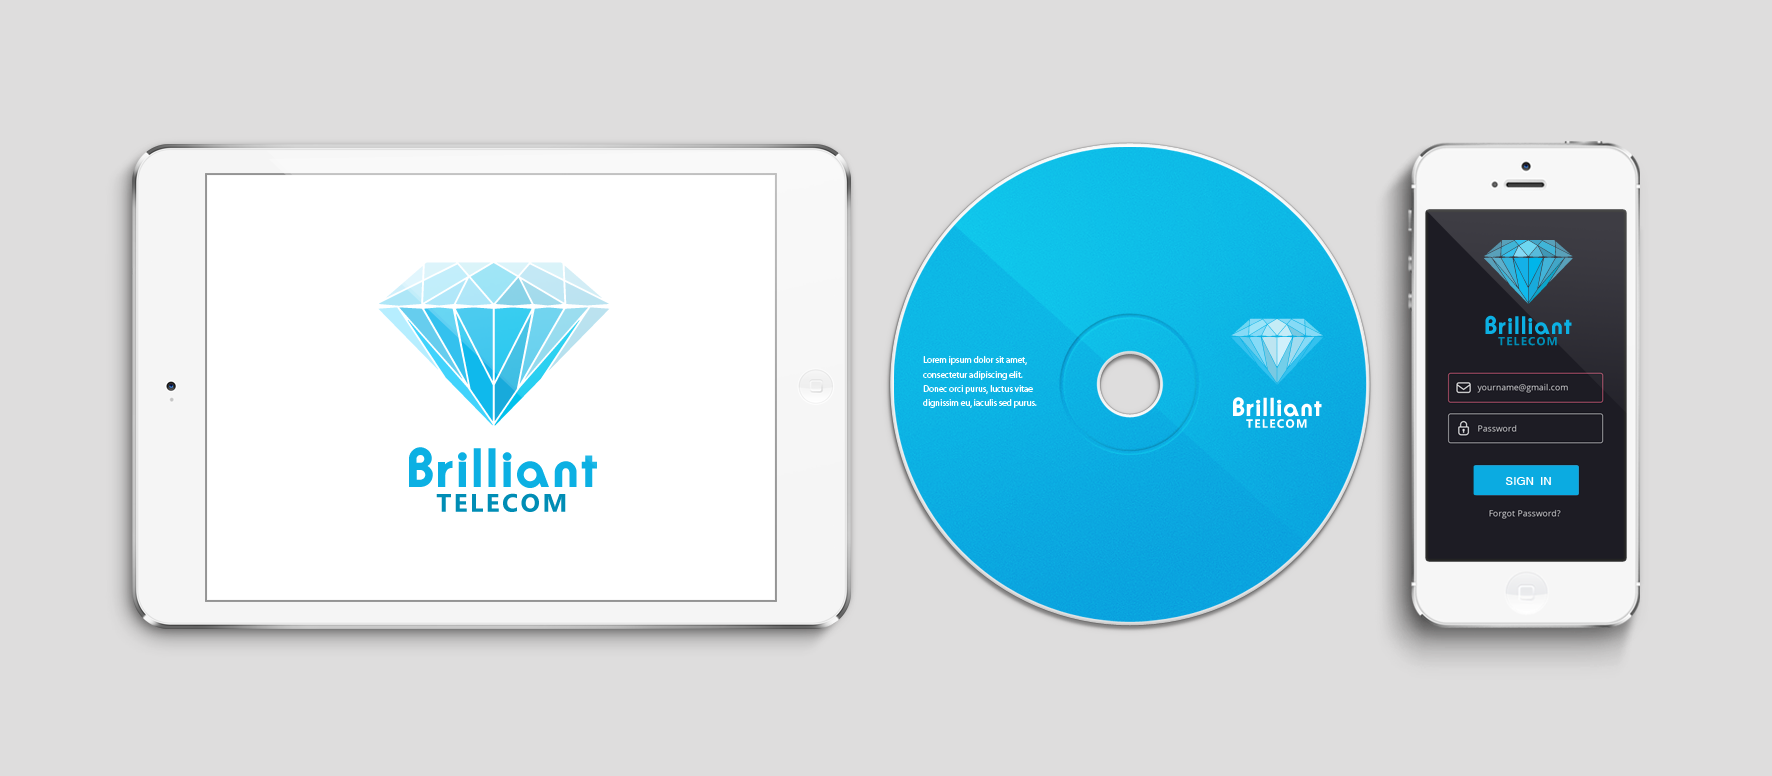 Brilliant
TELECOM
Lorem ipsum dolor sit amet,
consectetur adipiscing elit.
Donec orci purus, luctus vitae
dignissim eu, iaculis sed purus.
Brilliant
TELECOM
Brilliant
TELECOM
yourname@gmail.com
Password
SIGN IN
Forgot Password?